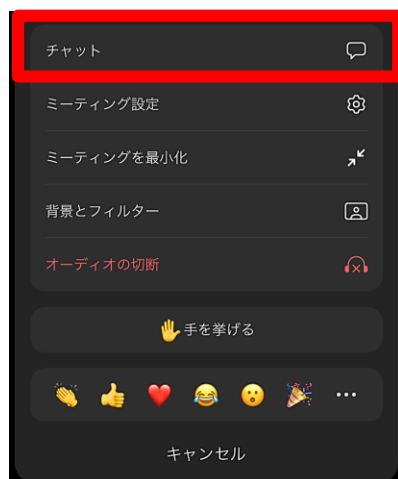 チャット
ミーティング設定
ミーティングを最小化
背景とフィルター
オーディオの切断
手を挙げる
キャンセル